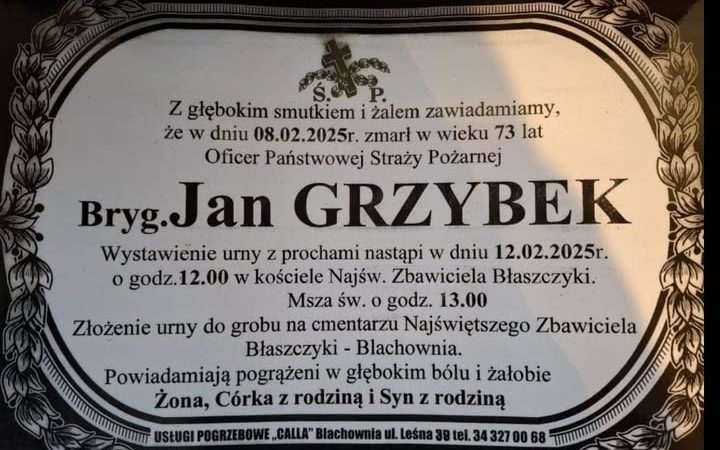 Ś. P.
Z głębokim smutkiem i żalem zawiadamiamy,
że w dniu 08.02.2025r. zmarł w wieku 73 lat
Oficer Państwowej Straży Pożarnej
Bryg.Jan GRZYBEK
Wystawienie urny z prochami nastąpi w dniu 12.02.2025r.
o godz.12.00 w kościele Najśw. Zbawiciela Błaszczyki.
Msza św. o godz. 13.00
Złożenie urny do grobu na cmentarzu Najświętszego Zbawiciela
Błaszczyki - Blachownia.
Powiadamiają pogrążeni w głębokim bólu i żałobie
Żona, Córka z rodziną i Syn z rodziną
USŁUGI POGRZEBOWE „CALLA” Blachownia ul. Leśna 39 tel. 34 327 00 68